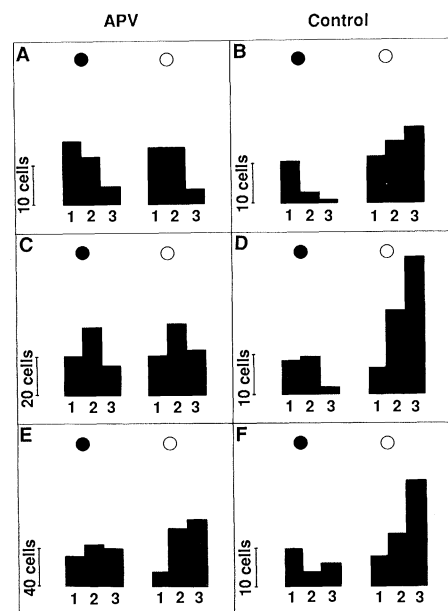 APV Control
A B
10 cells 10 cells
1 2 3 1 2 3 1 2 3 1 2 3
C D
20 cells 10 cells
1 2 3 1 2 3 1 2 3 1 2 3
E F
40 cells 10 cells
1 2 3 1 2 3 1 2 3 1 2 3